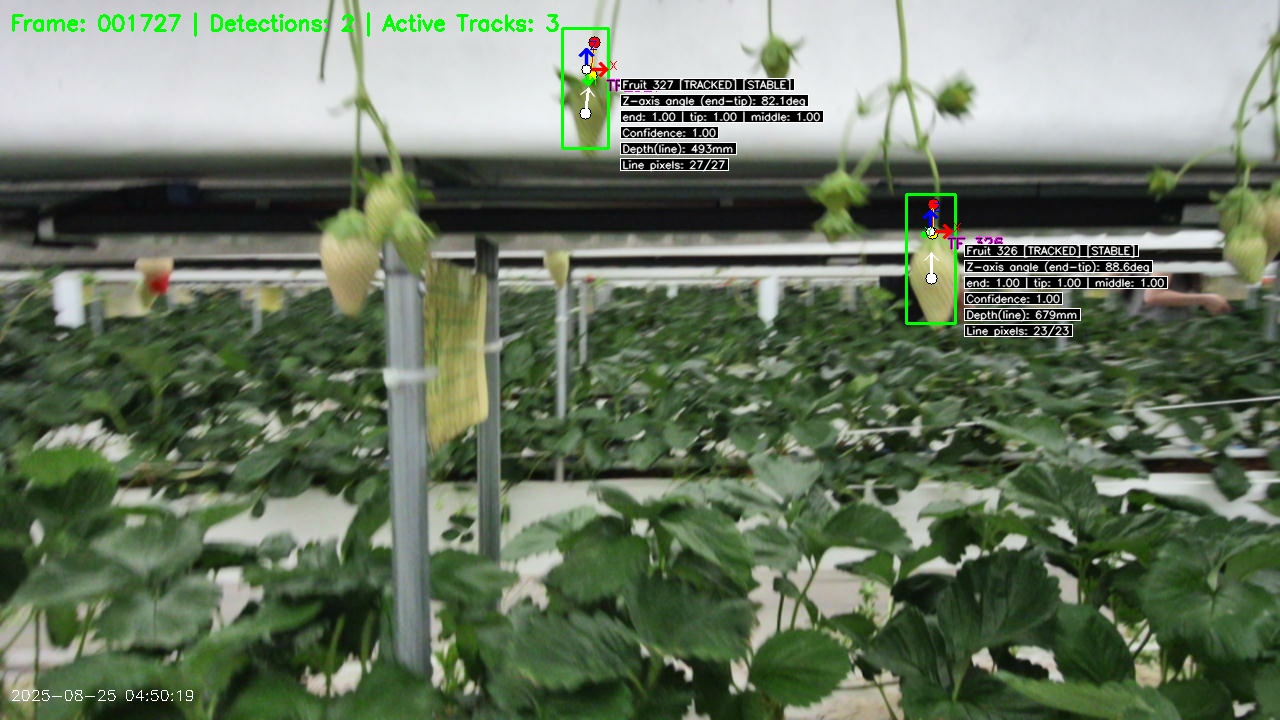 Frame: 001727 | Detections: 2 | Active Tracks: 3
X
Fruit 327 [TRACKED] [STABLE]
Z-axis angle (end-tip): 82.1deg
end: 1.00 | tip: 1.00 | middle: 1.00
Confidence: 1.00
Depth(line): 493mm
Line pixels: 27/27
TF_326
Fruit 326 [TRACKED] [STABLE]
Z-axis angle (end-tip): 88.6deg
end: 1.00 | tip: 1.00 | middle: 1.00
Confidence: 1.00
Depth(line): 679mm
Line pixels: 23/23
2025-08-25 04:50:19